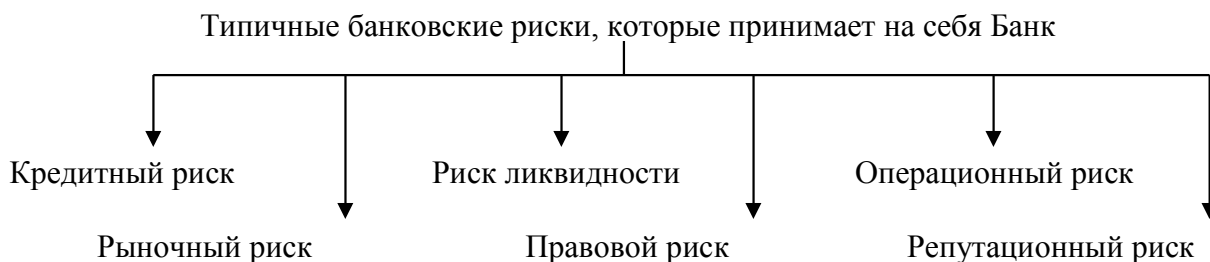 Типичные банковские риски, которые принимает на себя Банк
Кредитный риск Риск ликвидности Операционный риск
Рыночный риск Правовой риск Репутационный риск